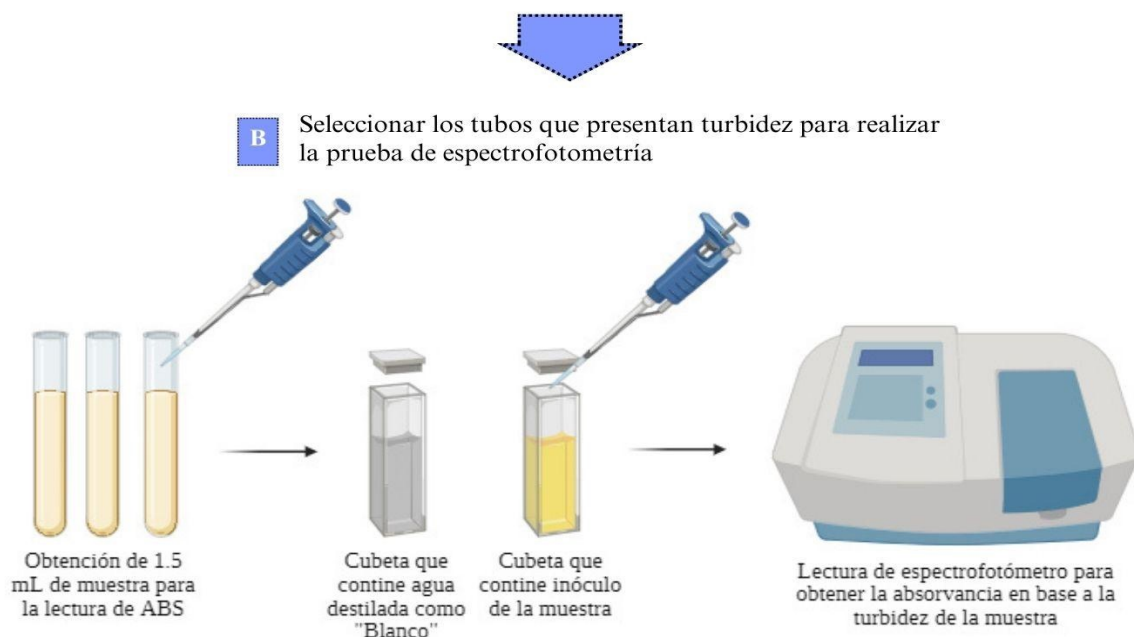 B
Seleccionar los tubos que presentan turbidez para realizar
la prueba de espectrofotometría
Obtención de 1.5
mL de muestra para
la lectura de ABS
Cubeta que
contine agua
destilada como
"Blanco"
Cubeta que
contine inóculo
de la muestra
Lectura de espectrofotómetro para
obtener la absorvancia en base a la
turbidez de la muestra